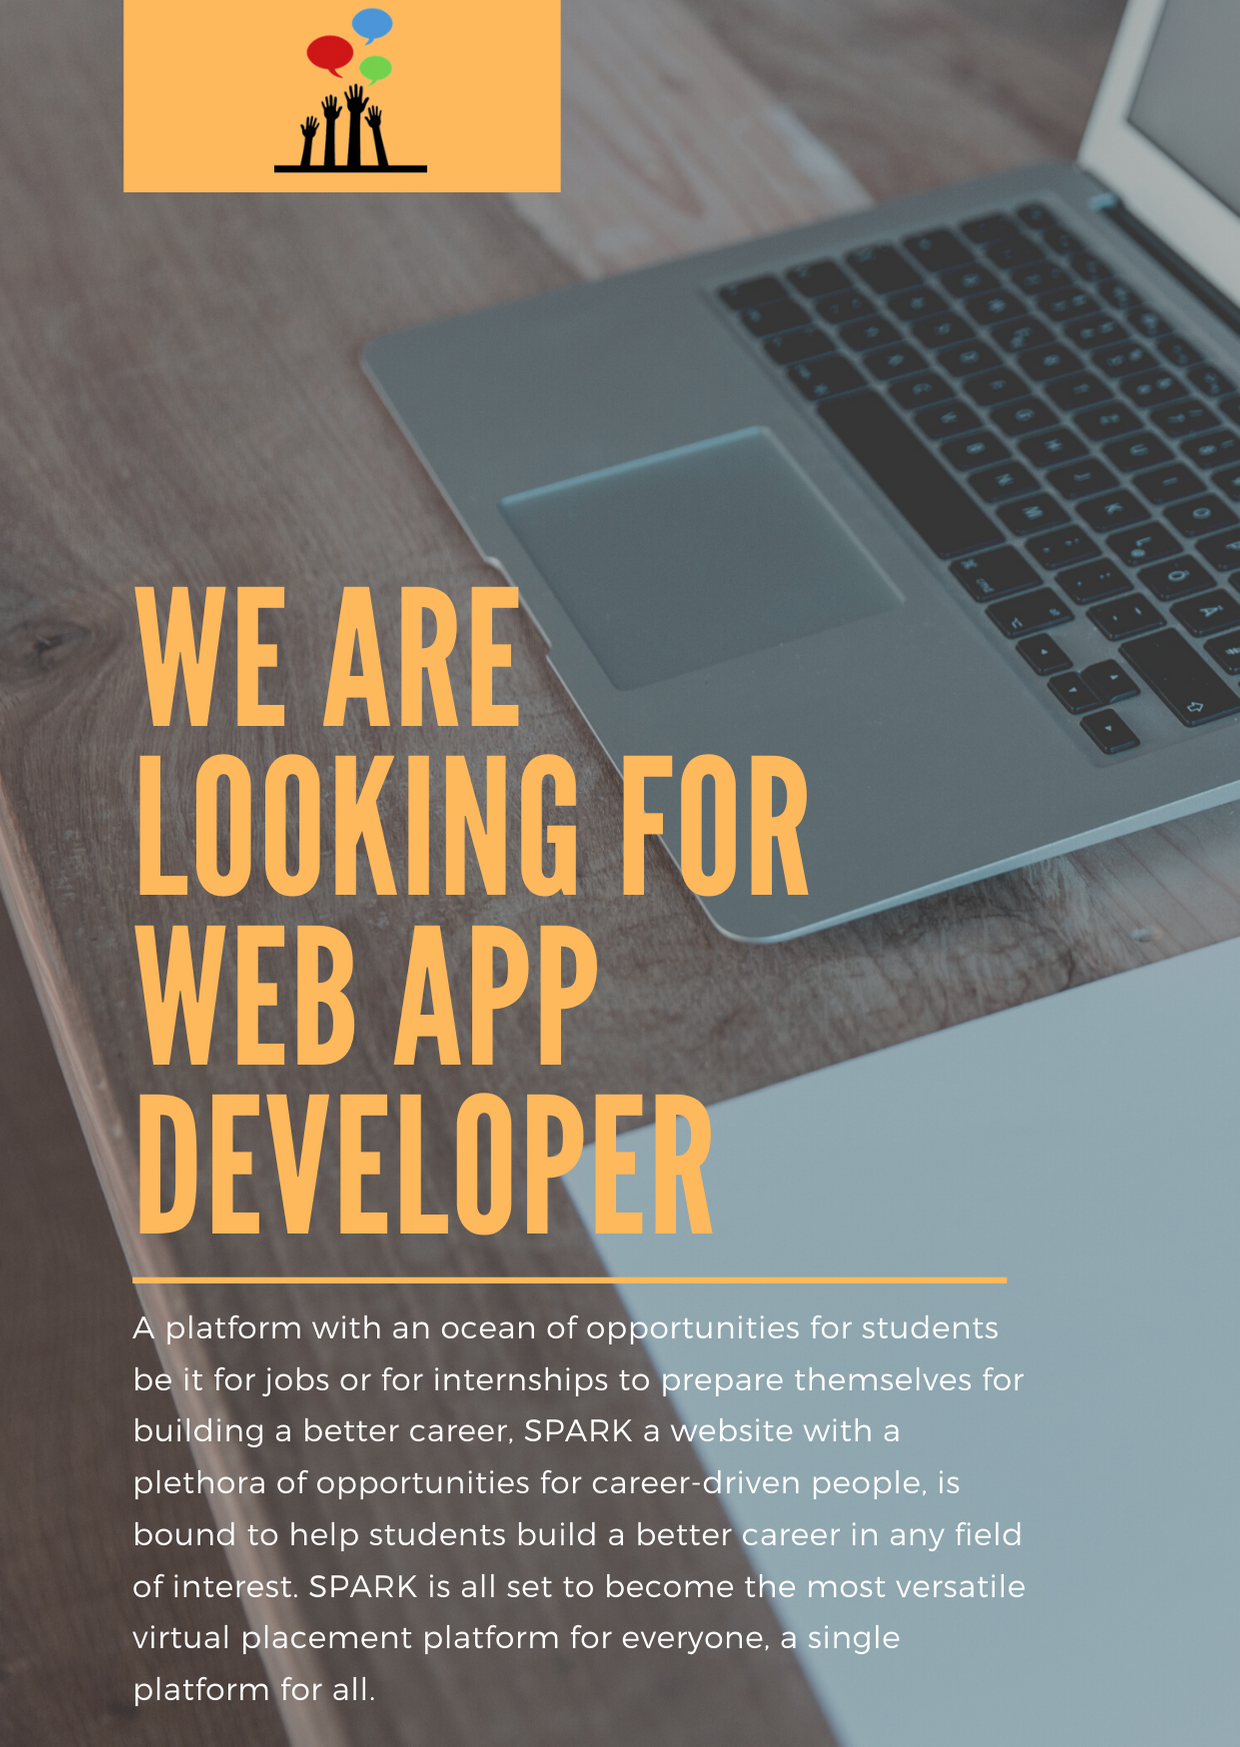 WE ARE
LOOKING FOR
WEB APP
DEVELOPER
A platform with an ocean of opportunities for students
be it for jobs or for internships to prepare themselves for
building a better career, SPARK a website with a
plethora of opportunities for career-driven people, is
bound to help students build a better career in any field
of interest. SPARK is all set to become the most versatile
virtual placement platform for everyone, a single
platform for all.